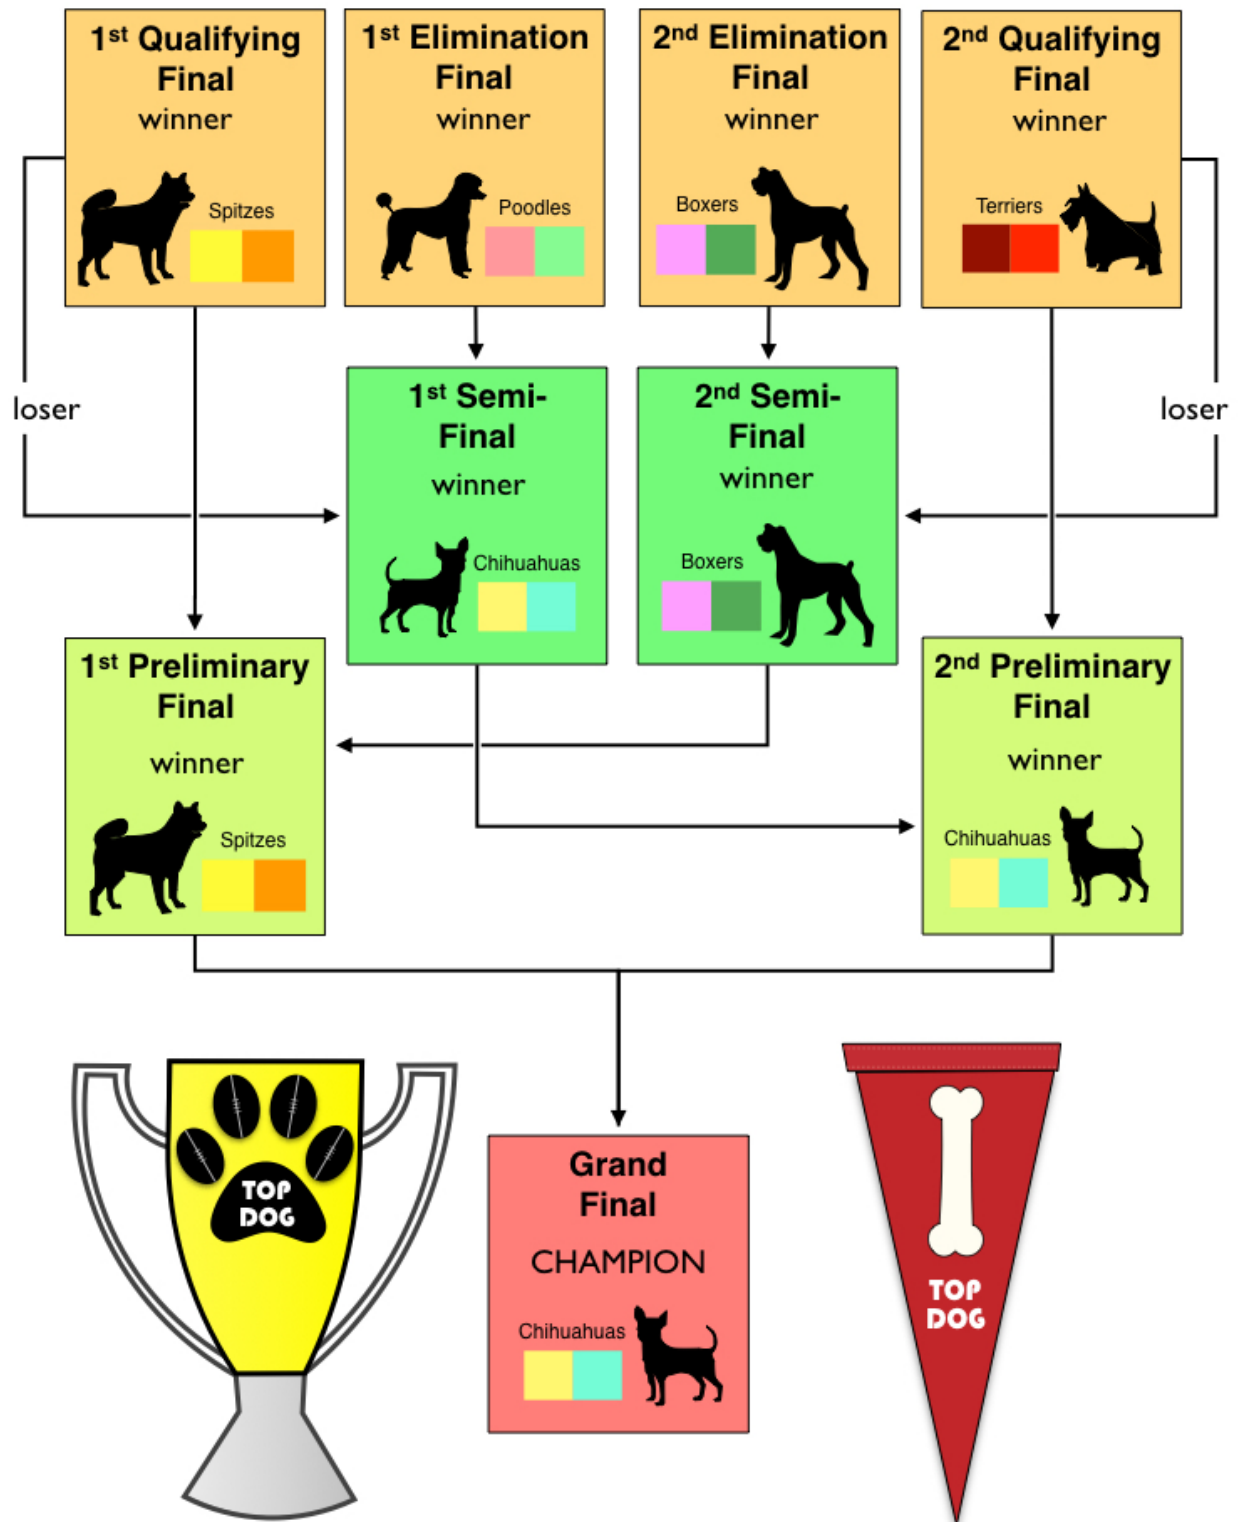 1st Qualifying
Final
winner
Spitzes
1st Elimination
Final
winner
Poodles
2nd Elimination
Final
winner
Boxers
2nd Qualifying
Final
winner
Terriers
loser
loser
1st Semi-
Final
winner
Chihuahuas
2nd Semi-
Final
winner
Boxers
1st Preliminary
Final
winner
Spitzes
2nd Preliminary
Final
winner
Chihuahuas
TOP
DOG
Grand
Final
CHAMPION
Chihuahuas
TOP
DOG